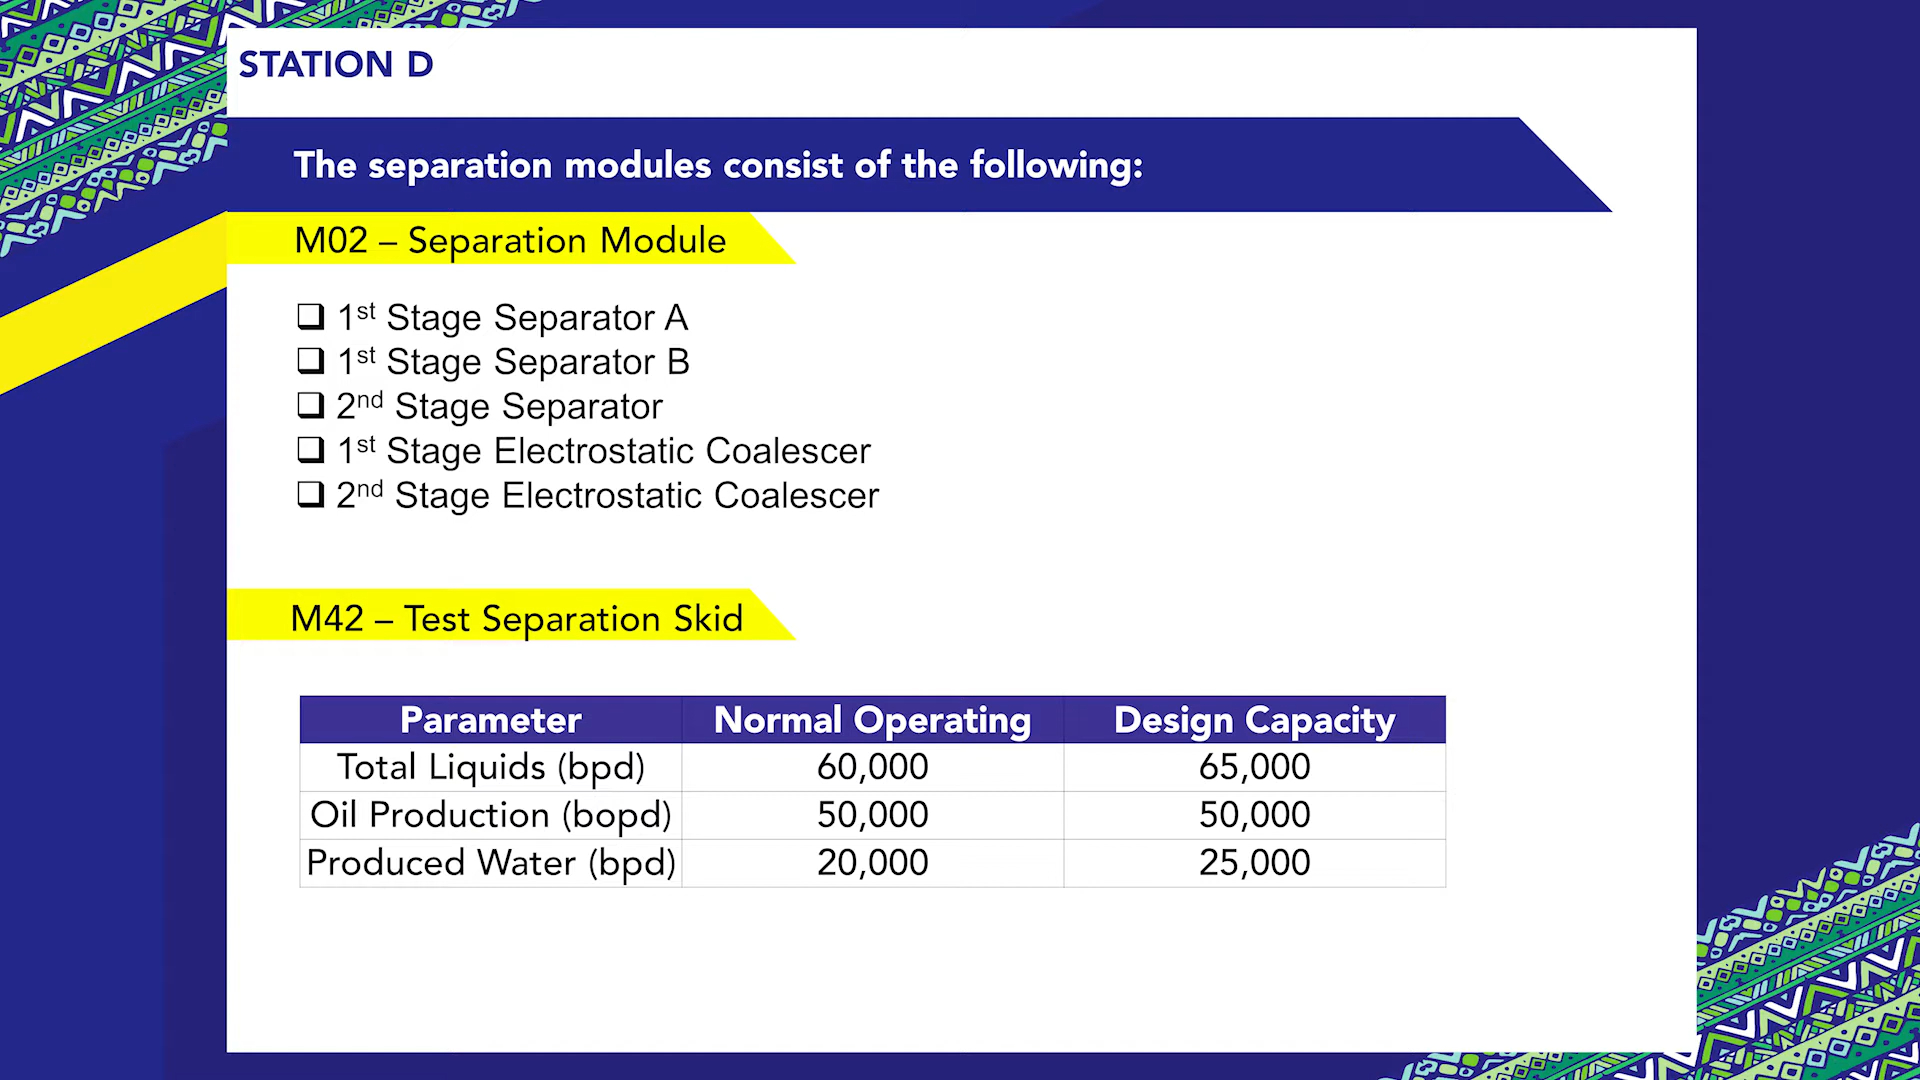 STATION D
The separation modules consist of the following:
M02 – Separation Module
❑ 1st Stage Separator A
❑ 1st Stage Separator B
❑ 2nd Stage Separator
❑ 1st Stage Electrostatic Coalescer
❑ 2nd Stage Electrostatic Coalescer
M42 – Test Separation Skid
Parameter Normal Operating Design Capacity
Total Liquids (bpd) 60,000 65,000
Oil Production (bopd) 50,000 50,000
Produced Water (bpd) 20,000 25,000